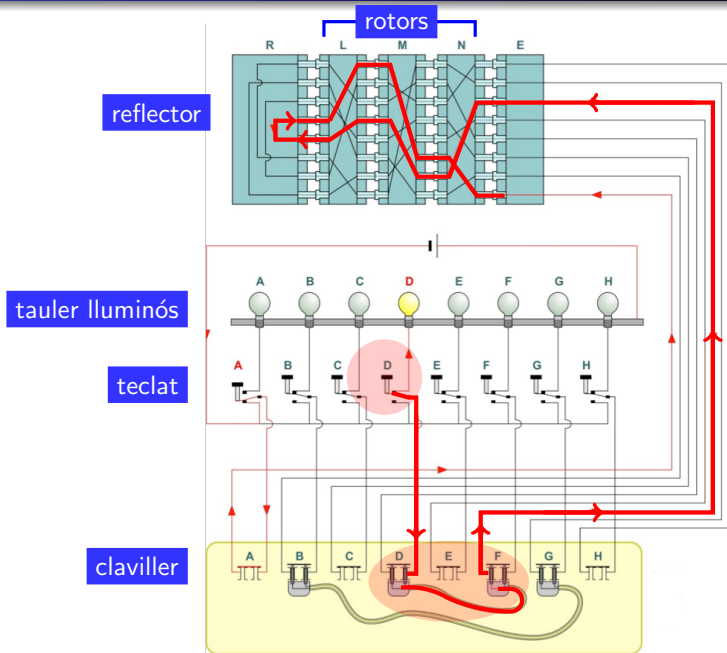 rotors
R L M N E
reflector
A B C D E F G H
tauler lluminós
A B C D E F G H
teclat
A B C D E F G H
claviller